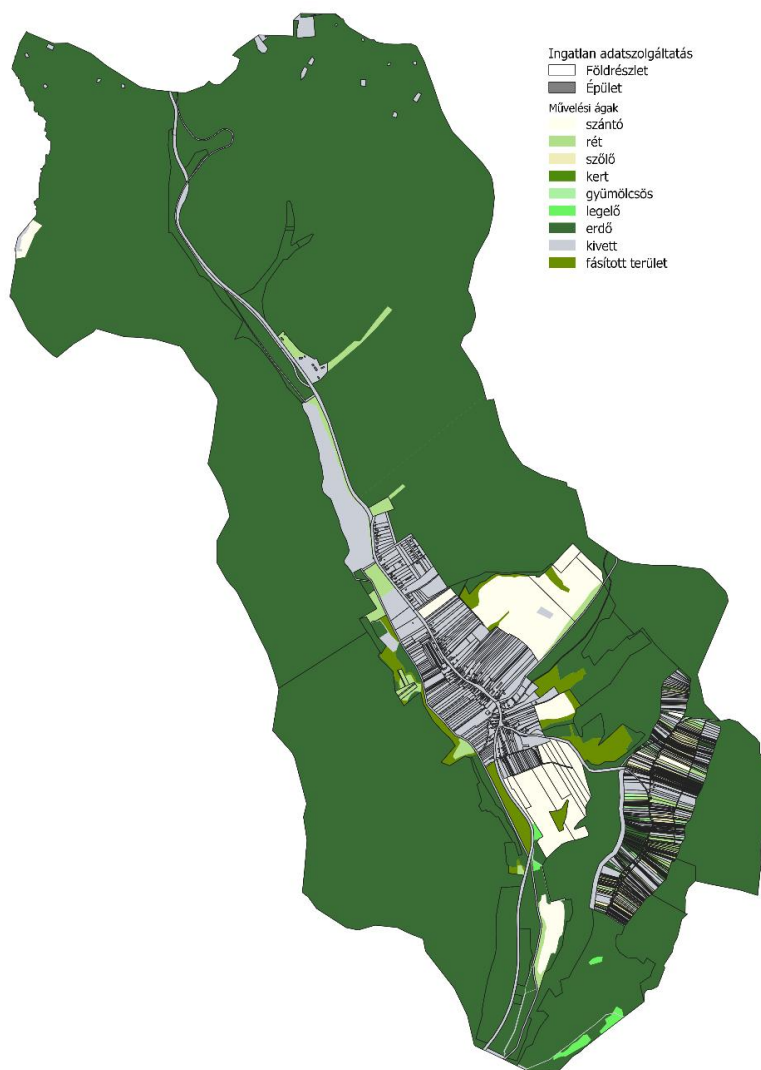 Ingatlan adatszolgáltatás
Földrészlet
Épület
Művelési ágak
szántó
rét
szőlő
kert
gyümölcsös
legelő
erdő
kivett
fásított terület